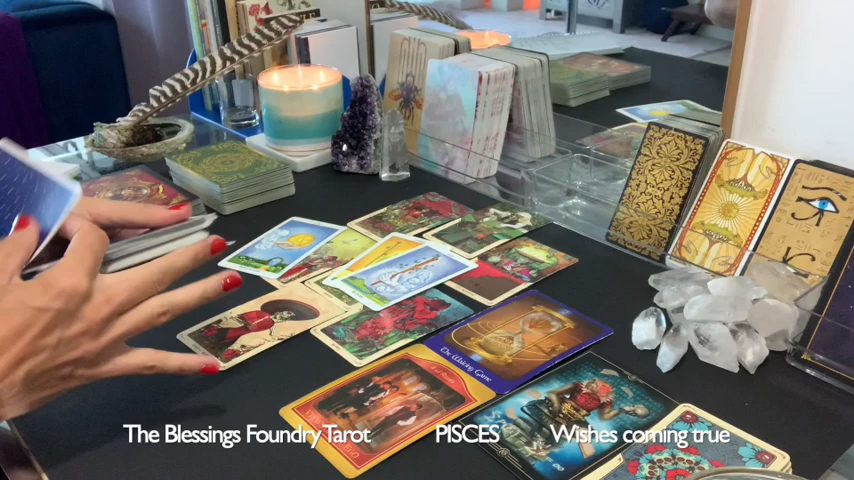 The Waiting Game
The Blessings Foundry Tarot PISCES Wishes coming true